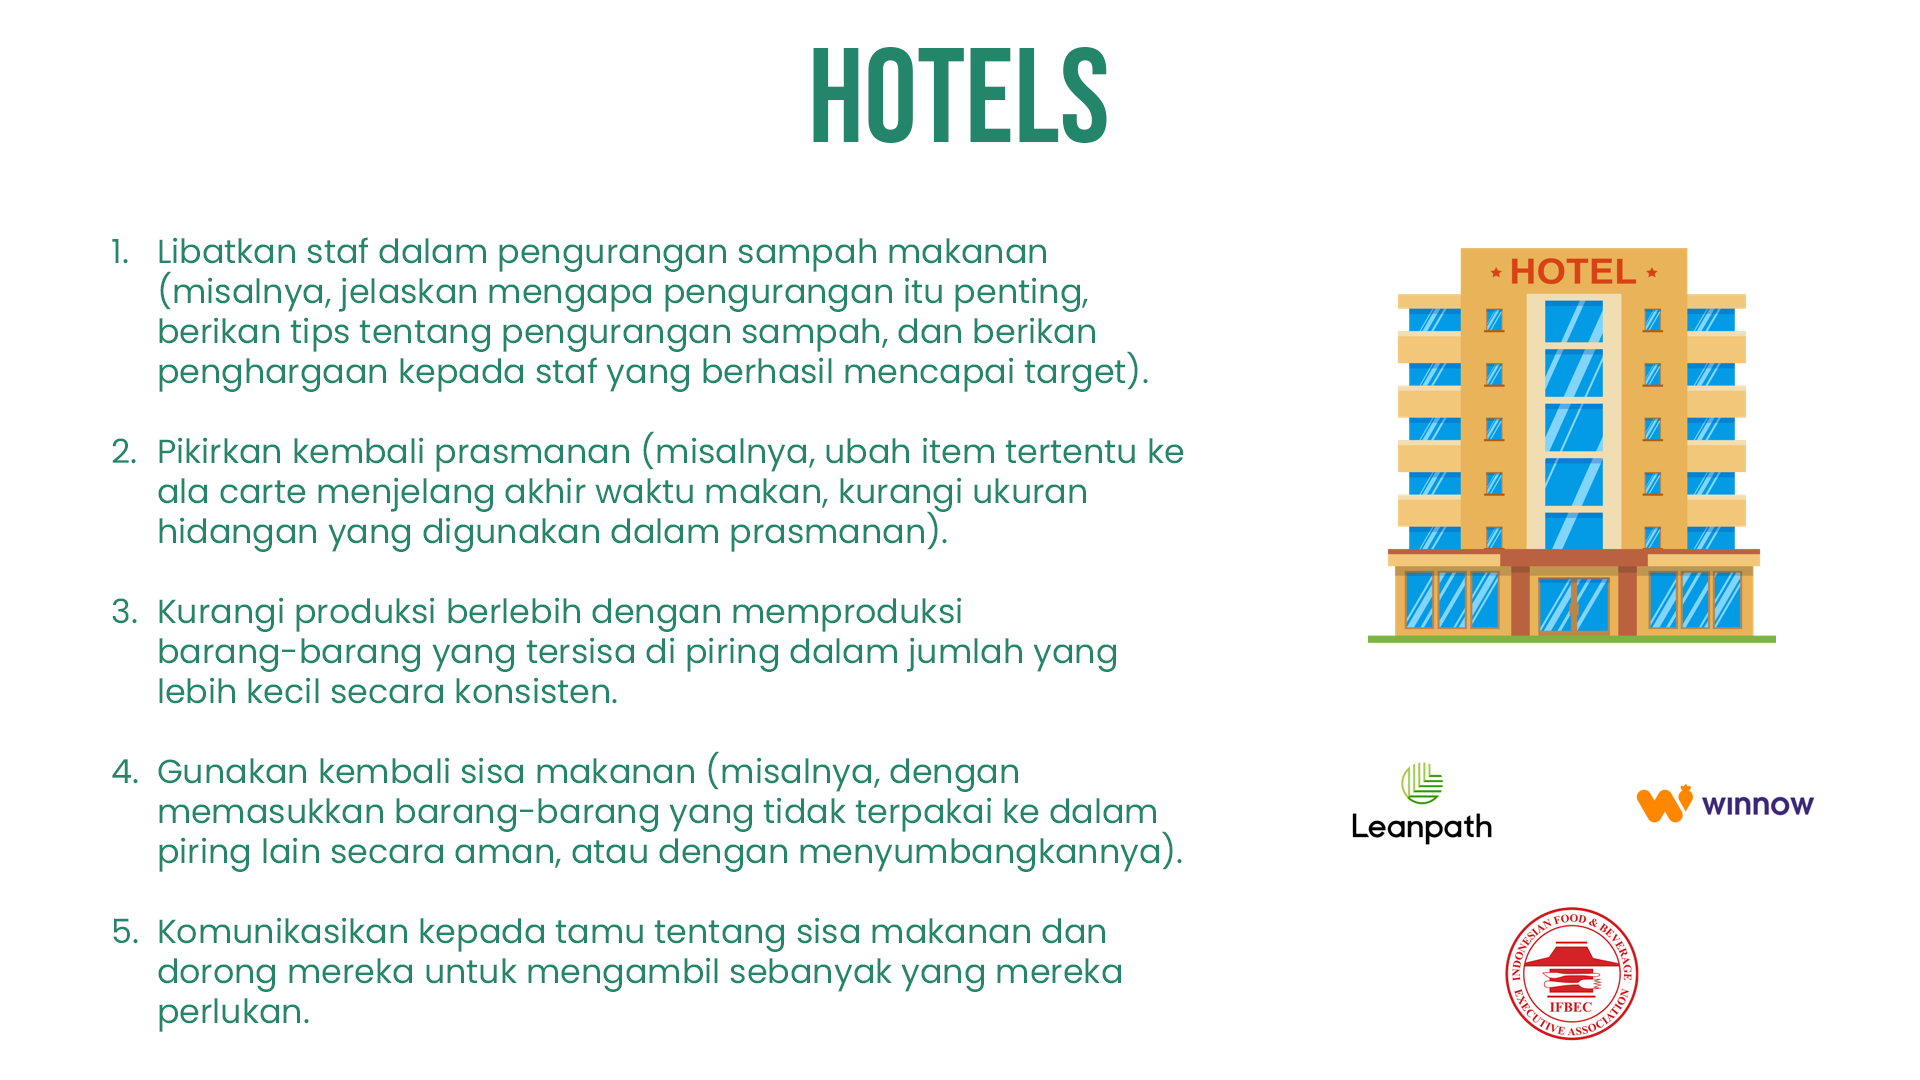 HOTELS
1. Libatkan staf dalam pengurangan sampah makanan
(misalnya, jelaskan mengapa pengurangan itu penting,
berikan tips tentang pengurangan sampah, dan berikan
penghargaan kepada staf yang berhasil mencapai target).
2. Pikirkan kembali prasmanan (misalnya, ubah item tertentu ke
ala carte menjelang akhir waktu makan, kurangi ukuran
hidangan yang digunakan dalam prasmanan).
3. Kurangi produksi berlebih dengan memproduksi
barang-barang yang tersisa di piring dalam jumlah yang
lebih kecil secara konsisten.
4. Gunakan kembali sisa makanan (misalnya, dengan
memasukkan barang-barang yang tidak terpakai ke dalam
piring lain secara aman, atau dengan menyumbangkannya).
5. Komunikasikan kepada tamu tentang sisa makanan dan
dorong mereka untuk mengambil sebanyak yang mereka
perlukan.
HOTEL
Leanpath
winnow
INDONESIAN FOOD & BEVERAGE
IFBEC
EXECUTIVE ASSOCIATION